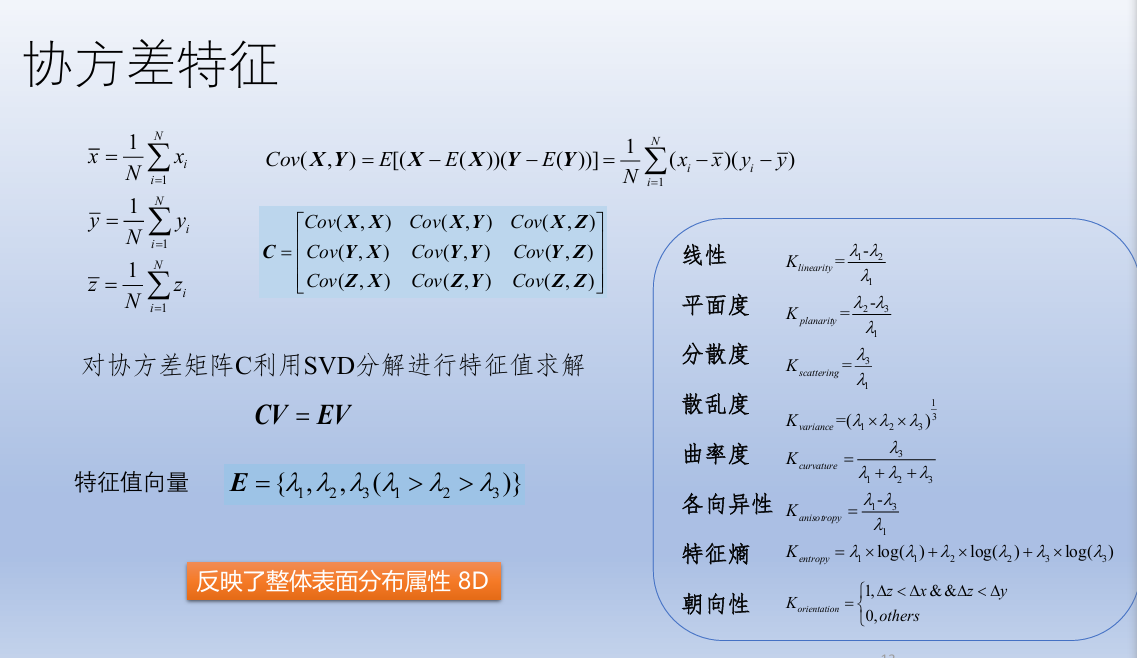 协方差特征
x̄ = 1/N ∑_{i=1}^{N} x_i
ȳ = 1/N ∑_{i=1}^{N} y_i
z̄ = 1/N ∑_{i=1}^{N} z_i
Cov(X,Y) = E[(X − E(X))(Y − E(Y))] = 1/N ∑_{i=1}^{N} (x_i − x̄)(y_i − ȳ)
C = [Cov(X,X) Cov(X,Y) Cov(X,Z)
Cov(Y,X) Cov(Y,Y) Cov(Y,Z)
Cov(Z,X) Cov(Z,Y) Cov(Z,Z)]
对协方差矩阵C利用SVD分解进行特征值求解
CV = EV
特征值向量 E = {λ₁,λ₂,λ₃(λ₁ > λ₂ > λ₃)}
反映了整体表面分布属性 8D
线性 K_linearity = (λ₁-λ₂)/λ₁
平面度 K_planarity = (λ₂-λ₃)/λ₁
分散度 K_scattering = λ₃/λ₁
散乱度 K_variance = (λ₁ × λ₂ × λ₃)^{1/3}
曲率度 K_curvature = λ₃/(λ₁ + λ₂ + λ₃)
各向异性 K_anisotropy = (λ₁-λ₃)/λ₁
特征熵 K_entropy = λ₁ × log(λ₁) + λ₂ × log(λ₂) + λ₃ × log(λ₃)
朝向性 K_orientation = {1, Δz < Δx & & Δz < Δy
0, others